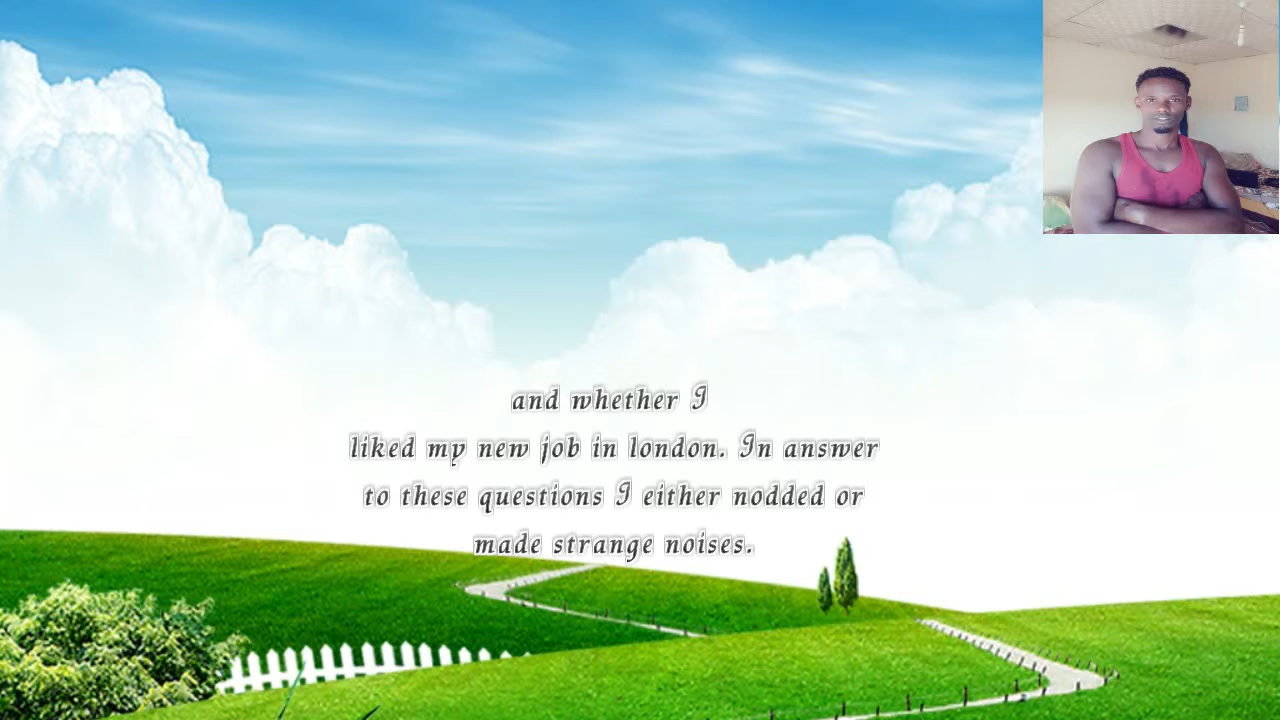 and whether I
liked my new job in london. In answer
to these questions I either nodded or
made strange noises.